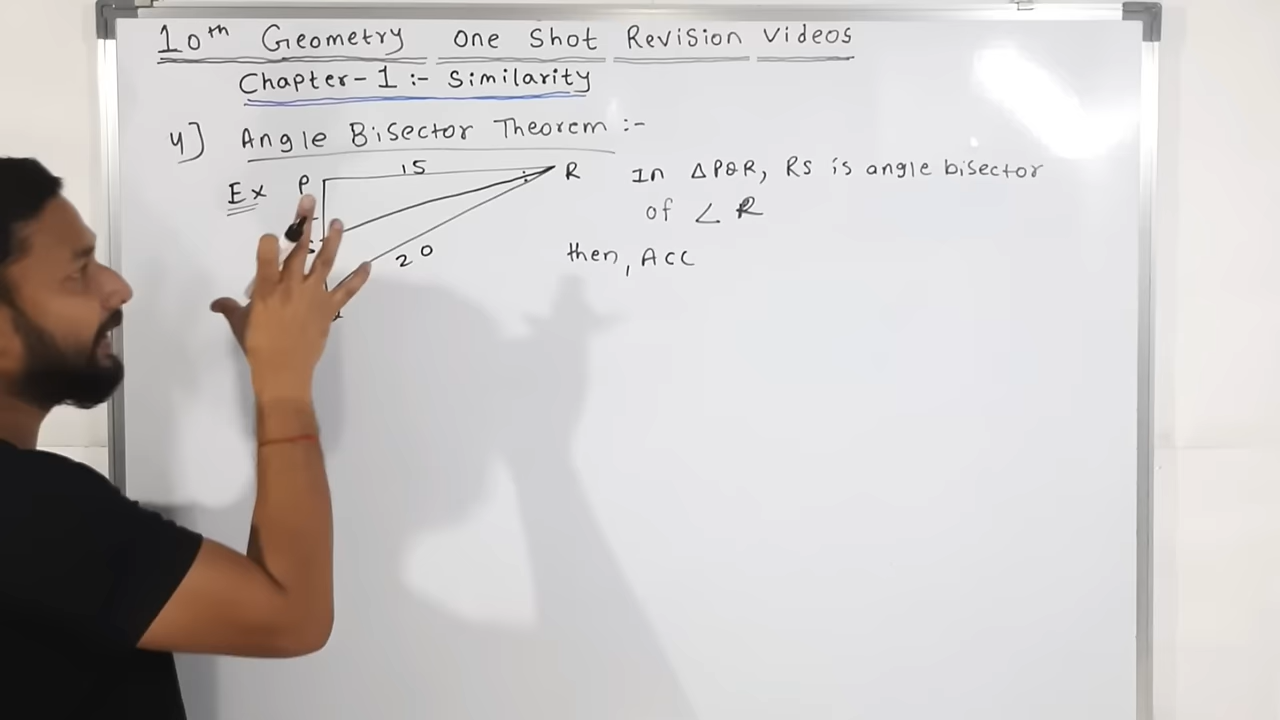 10th Geometry one shot Revision videos
Chapter-1 :- Similarity
4] Angle Bisector Theorem :-
Ex P 15 R In ΔPQR, RS is angle bisector
of ∠ R
20 then, Acc